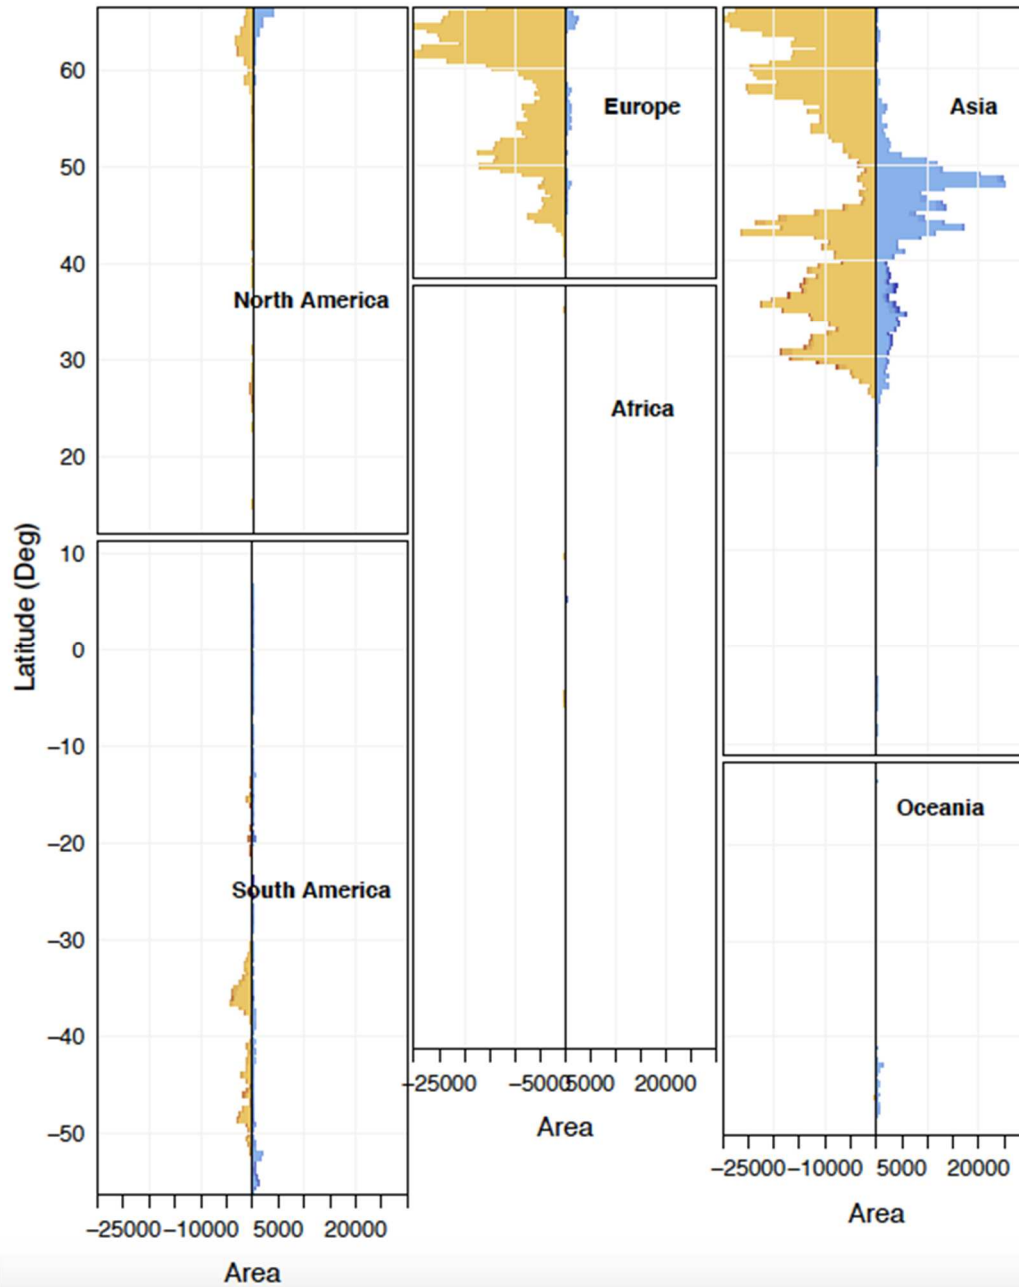 60
Europe
Asia
50
40
North America
30
Africa
20
Latitude (Deg)
10
0
−10
Oceania
−20
South America
−30
−40
−25000 −5000 5000 20000
Area
−50
−25000 −10000 5000 20000
Area
−25000 −10000 5000 20000
Area